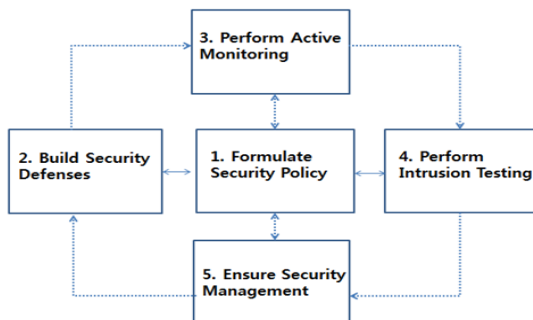 3. Perform Active
Monitoring
2. Build Security
Defenses
1. Formulate
Security Policy
4. Perform
Intrusion Testing
5. Ensure Security
Management